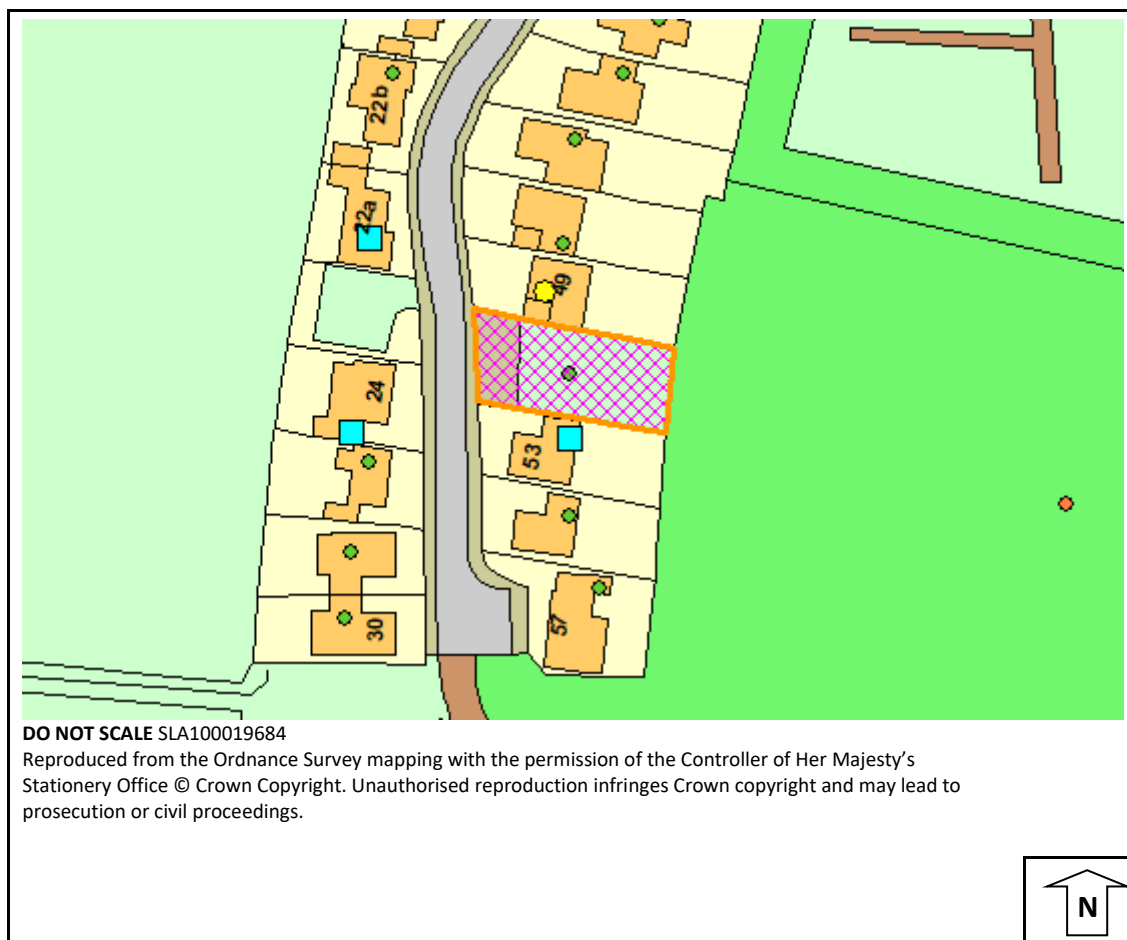 22b
22a
49
24
53
30
57
DO NOT SCALE SLA100019684
Reproduced from the Ordnance Survey mapping with the permission of the Controller of Her Majesty's
Stationery Office © Crown Copyright. Unauthorised reproduction infringes Crown copyright and may lead to
prosecution or civil proceedings.
N